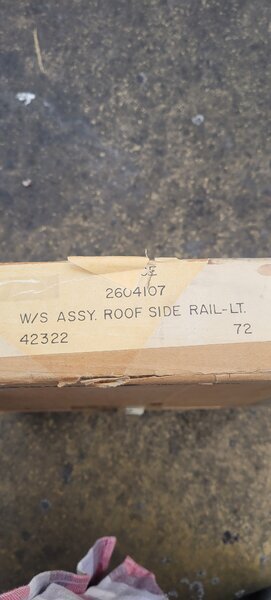 2604107
W/S ASSY. ROOF SIDE RAIL-LT.
42322 72